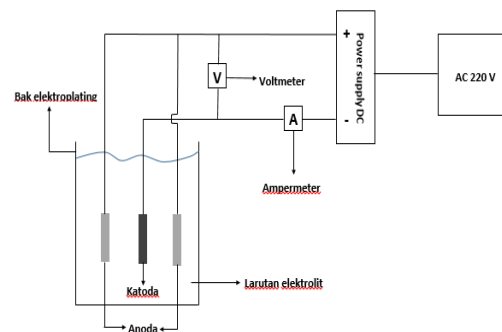 +
Power supply DC
-
AC 220 V
V
Voltmeter
Bak elektroplating
A
Ampermeter
Katoda
Larutan elektrolit
Anoda